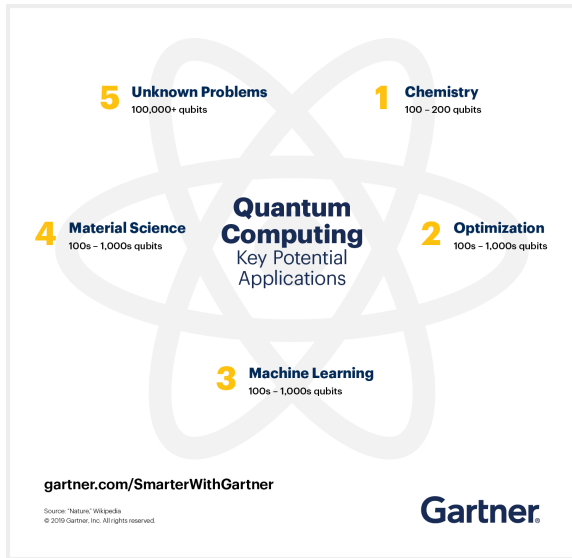 Quantum
Computing
Key Potential
Applications
1 Chemistry
100 – 200 qubits
2 Optimization
100s – 1,000s qubits
3 Machine Learning
100s – 1,000s qubits
4 Material Science
100s – 1,000s qubits
5 Unknown Problems
100,000+ qubits
gartner.com/SmarterWithGartner
Source: "Nature," Wikipedia
© 2019 Gartner, Inc. All rights reserved.
Gartner®